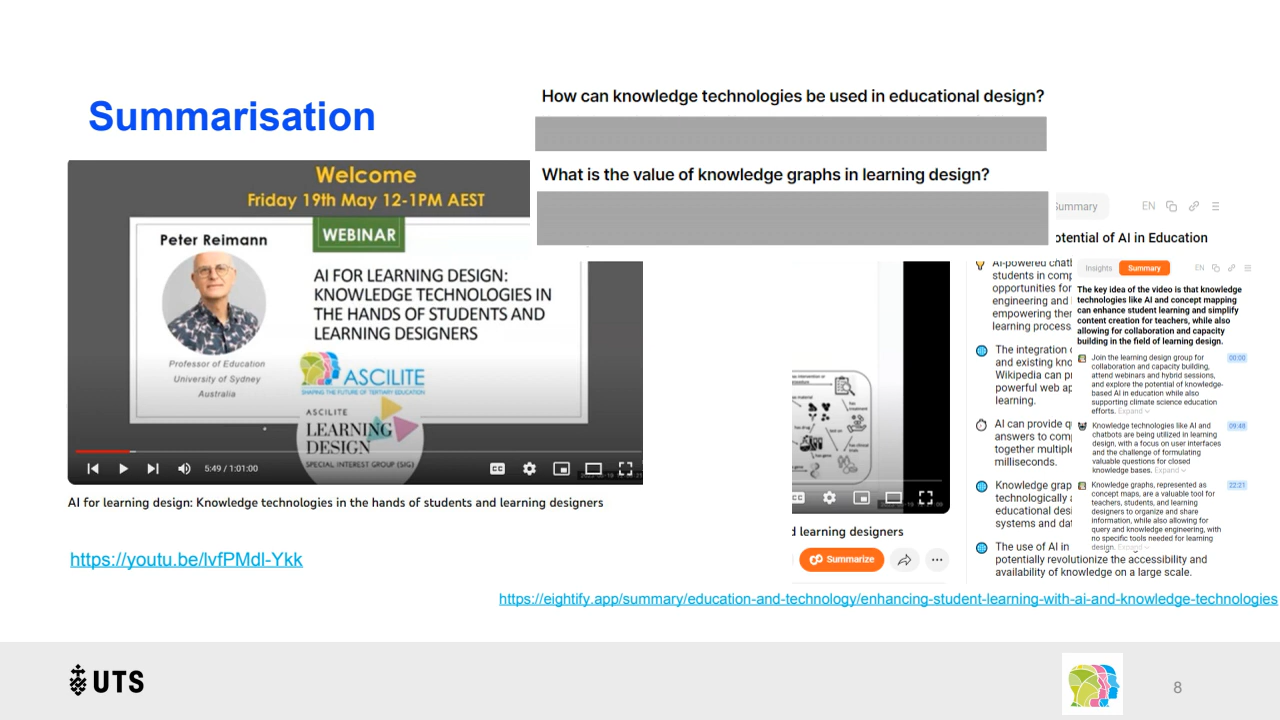 Summarisation
How can knowledge technologies be used in educational design?
What is the value of knowledge graphs in learning design?
Welcome
Friday 19th May 12-1PM AEST
Peter Reimann
WEBINAR
AI FOR LEARNING DESIGN:
KNOWLEDGE TECHNOLOGIES IN
THE HANDS OF STUDENTS AND
LEARNING DESIGNERS
Professor of Education
University of Sydney
Australia
ASCILITE
SHAPING THE FUTURE OF TERTIARY EDUCATION
ASCILITE
LEARNING
DESIGN
SPECIAL INTEREST GROUP (SIG)
5:49 / 1:01:00
CC
AI for learning design: Knowledge technologies in the hands of students and learning designers
https://youtu.be/lvfPMdl-Ykk
learning designers
Summarize
Summary
EN
otential of AI in Education
AI-powered chatb
students in comp
opportunities for
engineering and
empowering then
learning process
The integration
and existing kno
Wikipedia can p
powerful web ap
learning.
AI can provide q
answers to comp
together multiple
milliseconds.
Knowledge grap
technologically
educational desi
systems and dat
The use of AI in
potentially revolutionize the accessibility and
availability of knowledge on a large scale.
Insights
Summary
EN
The key idea of the video is that knowledge
technologies like AI and concept mapping
can enhance student learning and simplify
content creation for teachers, while also
allowing for collaboration and capacity
building in the field of learning design.
Join the learning design group for
collaboration and capacity building,
attend webinars and hybrid sessions,
and explore the potential of knowledge-
based AI in education while also
supporting climate science education
efforts. Expand
00:00
Knowledge technologies like AI and
chatbots are being utilized in learning
design, with a focus on user interfaces
and the challenge of formulating
valuable questions for closed
knowledge bases. Expand
09:48
Knowledge graphs, represented as
concept maps, are a valuable tool for
teachers, students, and learning
designers to organize and share
information, while also allowing for
query and knowledge engineering, with
no specific tools needed for learning
design. Expand
22:21
https://eightify.app/summary/education-and-technology/enhancing-student-learning-with-ai-and-knowledge-technologies
UTS
8